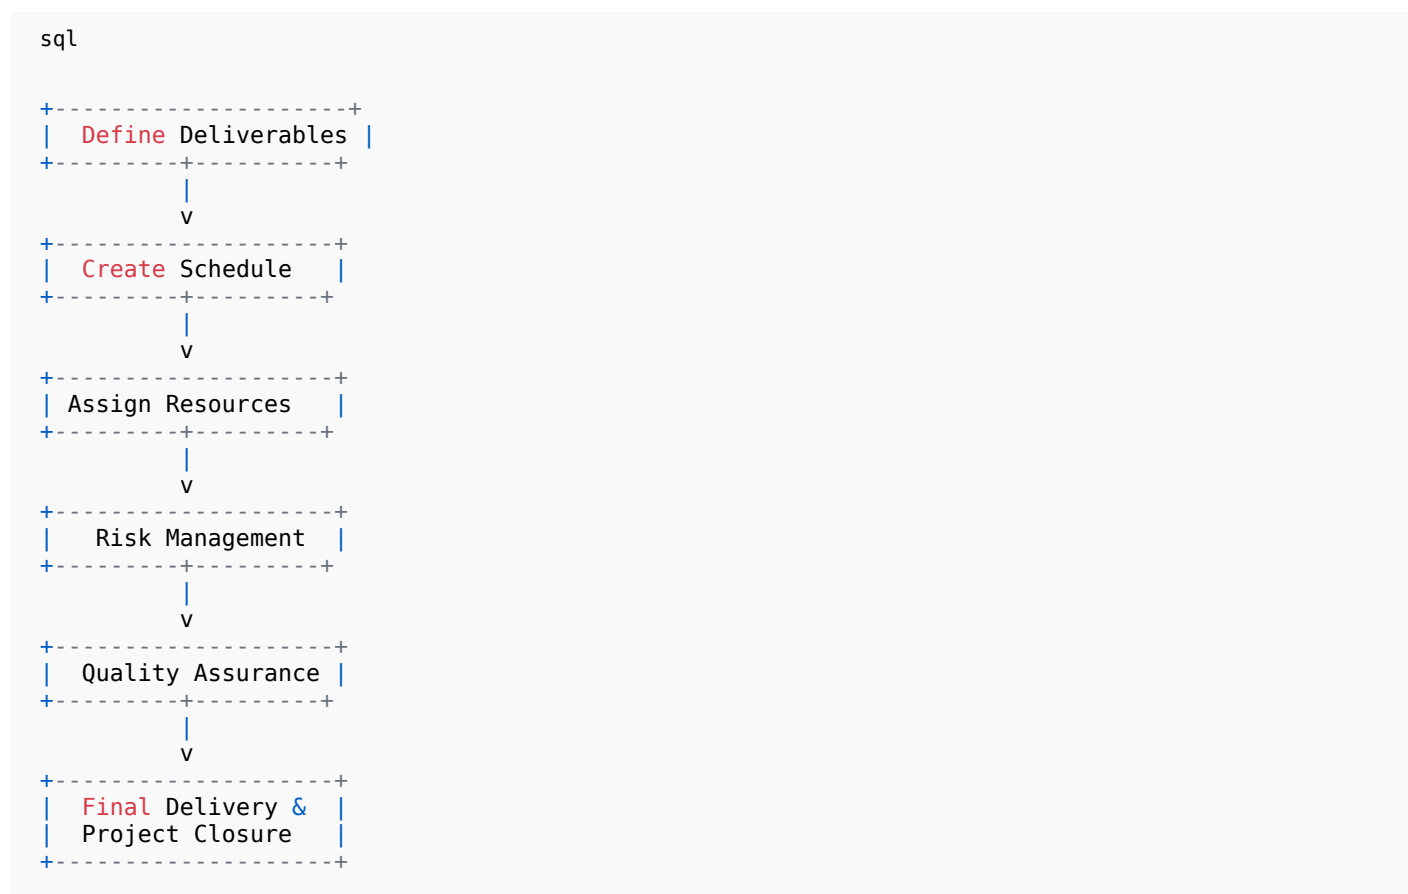 sql
+---------------------+
|  Define Deliverables |
+---------+----------+
          |
          v
+--------------------+
|  Create Schedule   |
+---------+---------+
          |
          v
+--------------------+
| Assign Resources   |
+---------+---------+
          |
          v
+--------------------+
|   Risk Management  |
+---------+---------+
          |
          v
+--------------------+
|  Quality Assurance |
+---------+---------+
          |
          v
+--------------------+
|  Final Delivery &  |
|  Project Closure   |
+--------------------+